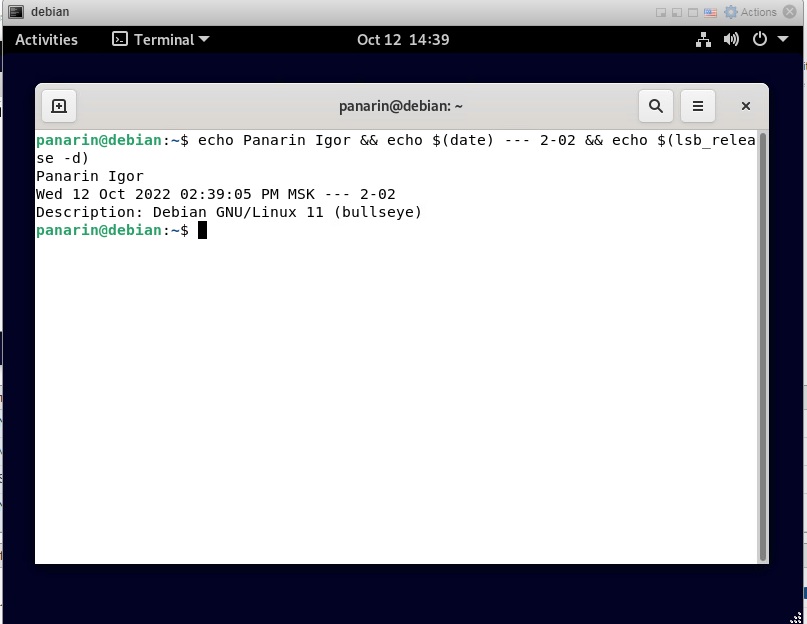 debian
Actions
Activities
Terminal
Oct 12 14:39
panarin@debian: ~
panarin@debian:~$ echo Panarin Igor && echo $(date) --- 2-02 && echo $(lsb_relea
se -d)
Panarin Igor
Wed 12 Oct 2022 02:39:05 PM MSK --- 2-02
Description: Debian GNU/Linux 11 (bullseye)
panarin@debian:~$